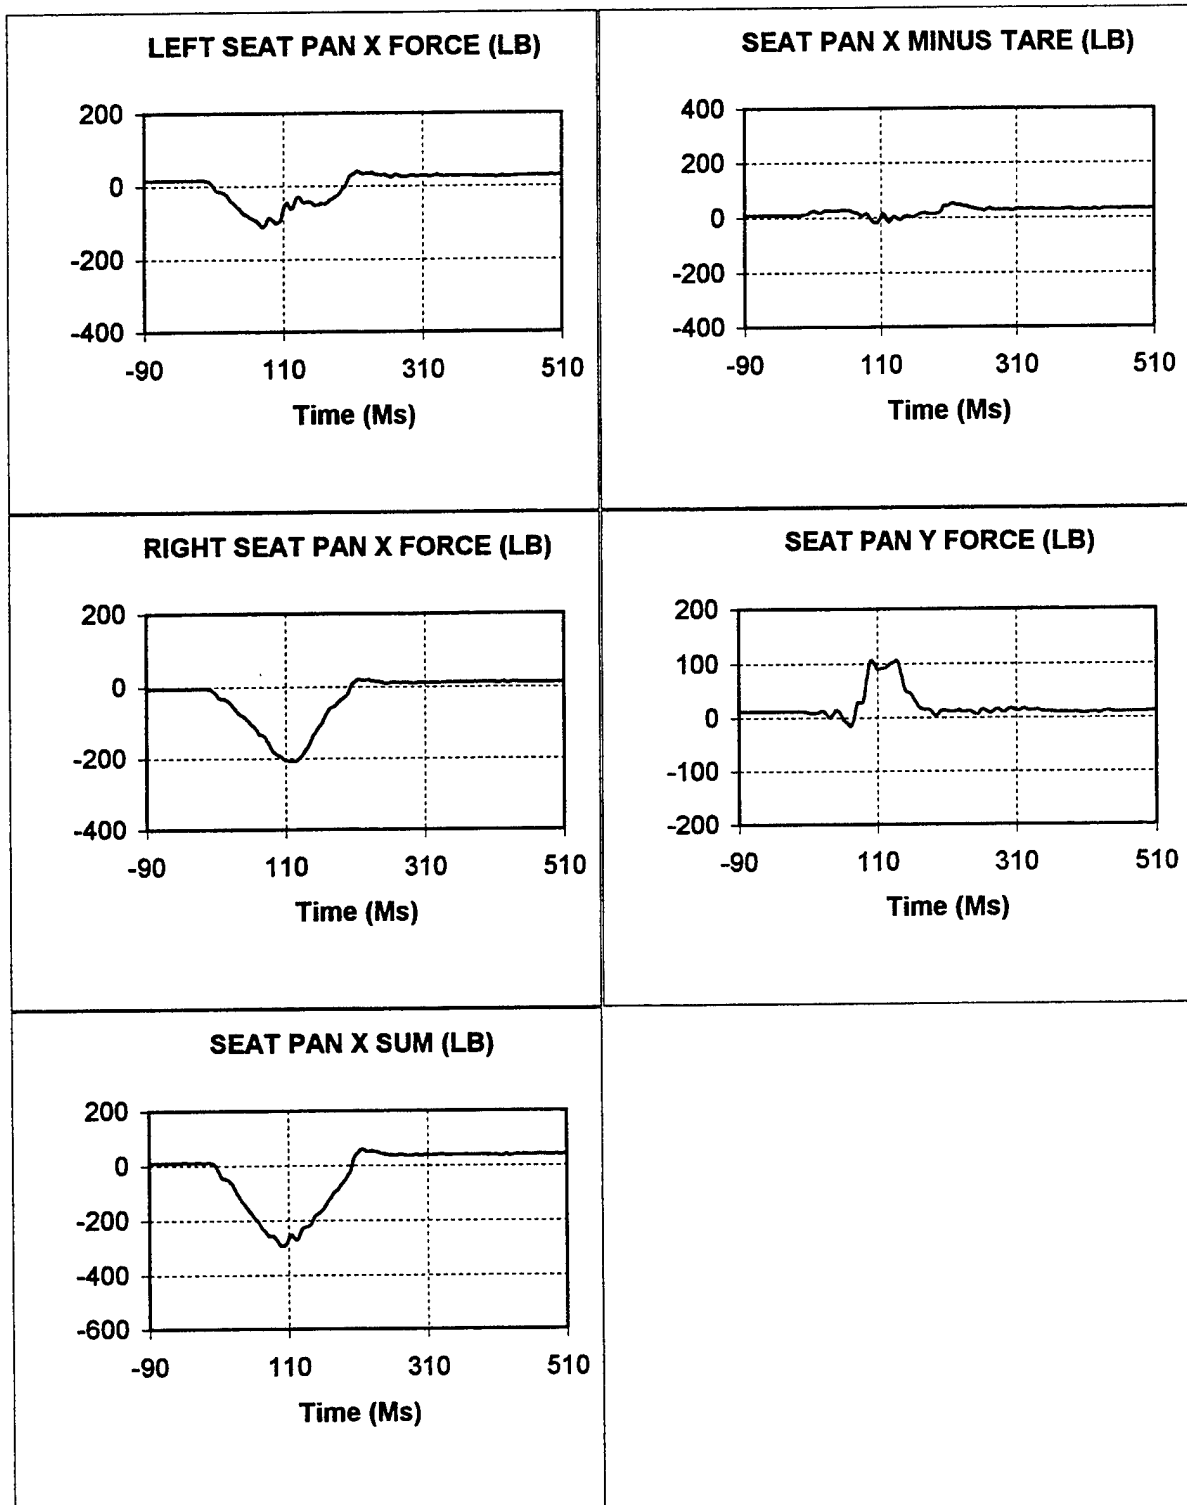 LEFT SEAT PAN X FORCE (LB)
200
0
-200
-400
-90 110 310 510
Time (Ms)
SEAT PAN X MINUS TARE (LB)
400
200
0
-200
-400
-90 110 310 510
Time (Ms)
RIGHT SEAT PAN X FORCE (LB)
200
0
-200
-400
-90 110 310 510
Time (Ms)
SEAT PAN Y FORCE (LB)
200
100
0
-100
-200
-90 110 310 510
Time (Ms)
SEAT PAN X SUM (LB)
200
0
-200
-400
-600
-90 110 310 510
Time (Ms)